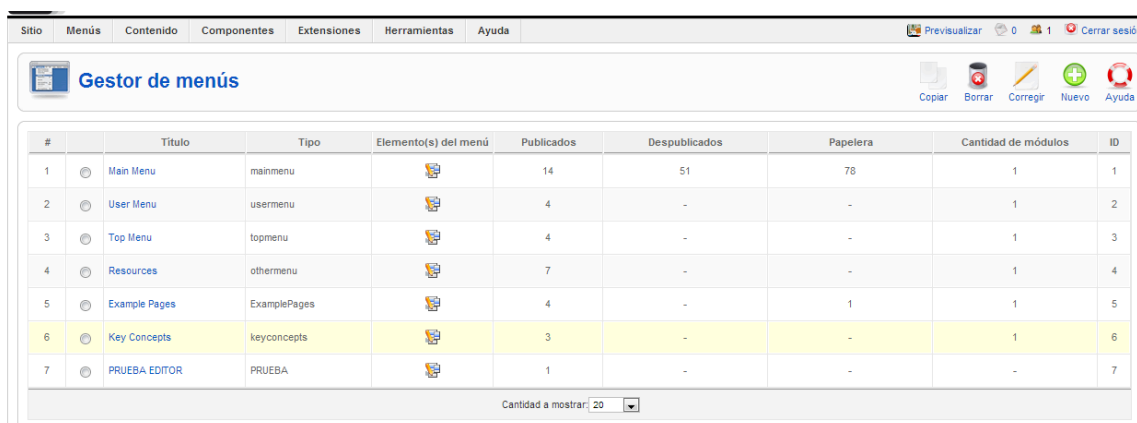 Sitio Menús Contenido Componentes Extensiones Herramientas Ayuda Previsualizar 0 1 Cerrar sesió
Gestor de menús
Copiar Borrar Corregir Nuevo Ayuda
# Título Tipo Elemento(s) del menú Publicados Despublicados Papelera Cantidad de módulos ID
1 Main Menu mainmenu 14 51 78 1 1
2 User Menu usermenu 4 - - 1 2
3 Top Menu topmenu 4 - - 1 3
4 Resources othermenu 7 - - 1 4
5 Example Pages ExamplePages 4 - 1 1 5
6 Key Concepts keyconcepts 3 - - 1 6
7 PRUEBA EDITOR PRUEBA 1 - - - 7
Cantidad a mostrar: 20